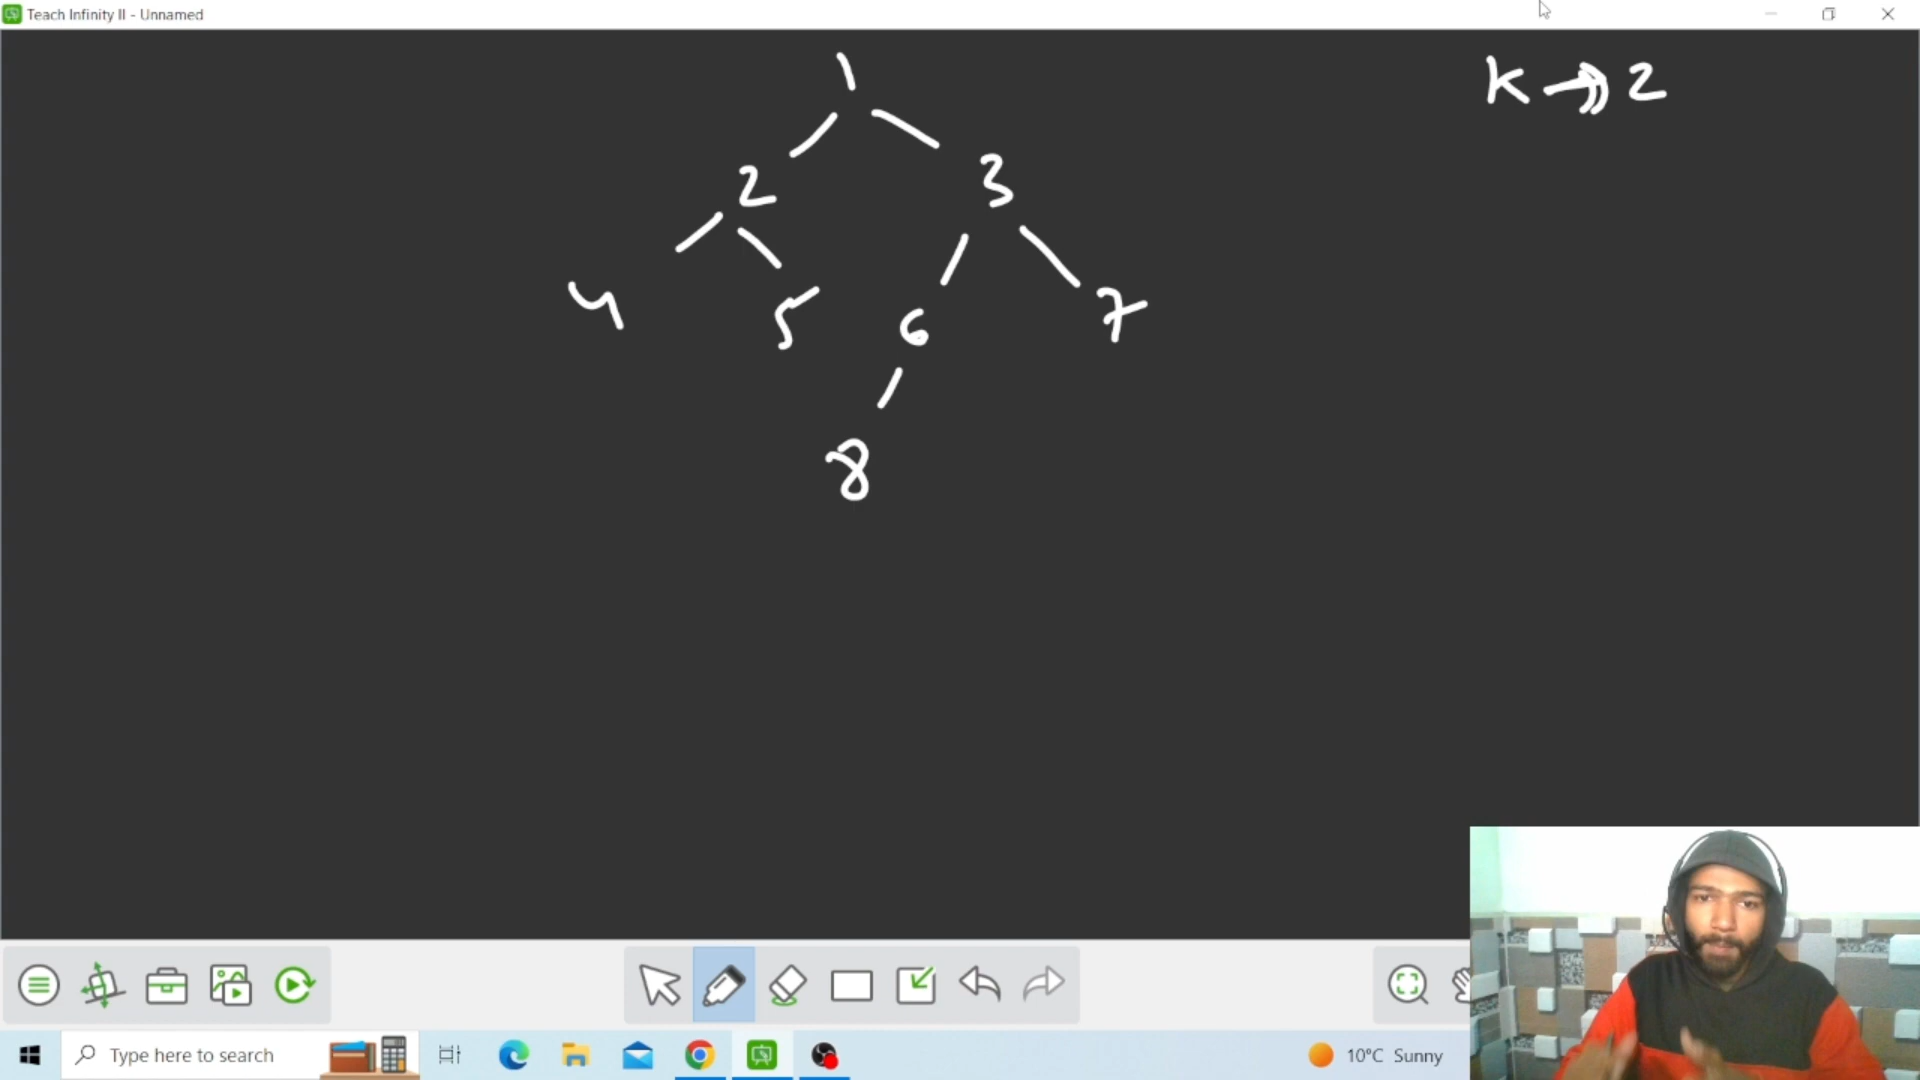 Teach Infinity II - Unnamed
K → 2
1
2 3
4 5 6 7
8
Type here to search
10°C Sunny